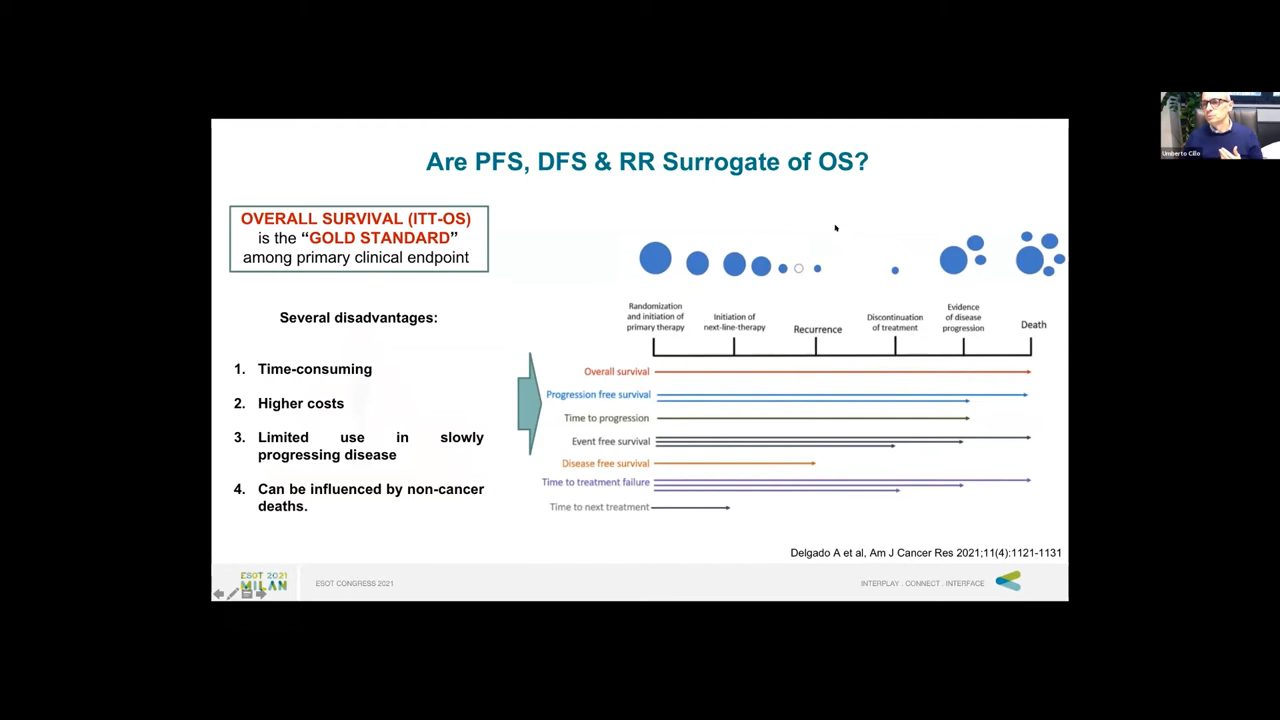 Are PFS, DFS & RR Surrogate of OS?
OVERALL SURVIVAL (ITT-OS)
is the “GOLD STANDARD”
among primary clinical endpoint
Several disadvantages:
1. Time-consuming
2. Higher costs
3. Limited use in slowly
progressing disease
4. Can be influenced by non-cancer
deaths.
Randomization
and initiation of
primary therapy
Initiation of
next-line-therapy
Recurrence
Discontinuation
of treatment
Evidence
of disease
progression
Death
Overall survival
Progression free survival
Time to progression
Event free survival
Disease free survival
Time to treatment failure
Time to next treatment
Delgado A et al, Am J Cancer Res 2021;11(4):1121-1131
ESOT 2021
MILAN
ESOT CONGRESS 2021
INTERPLAY . CONNECT . INTERFACE
Umberto Cillo